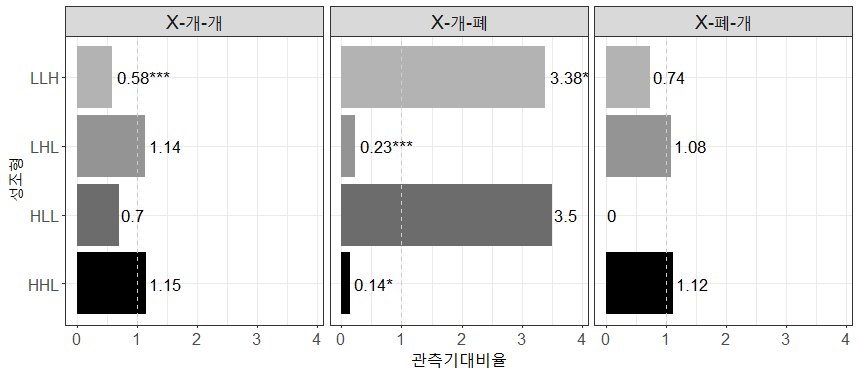 X-개-개 X-개-폐 X-폐-개
성조형
LLH 0.58*** 3.38* 0.74
LHL 1.14 0.23*** 1.08
HLL 0.7 3.5 0
HHL 1.15 0.14* 1.12
0 1 2 3 4 0 1 2 3 4 0 1 2 3 4
관측기대비율